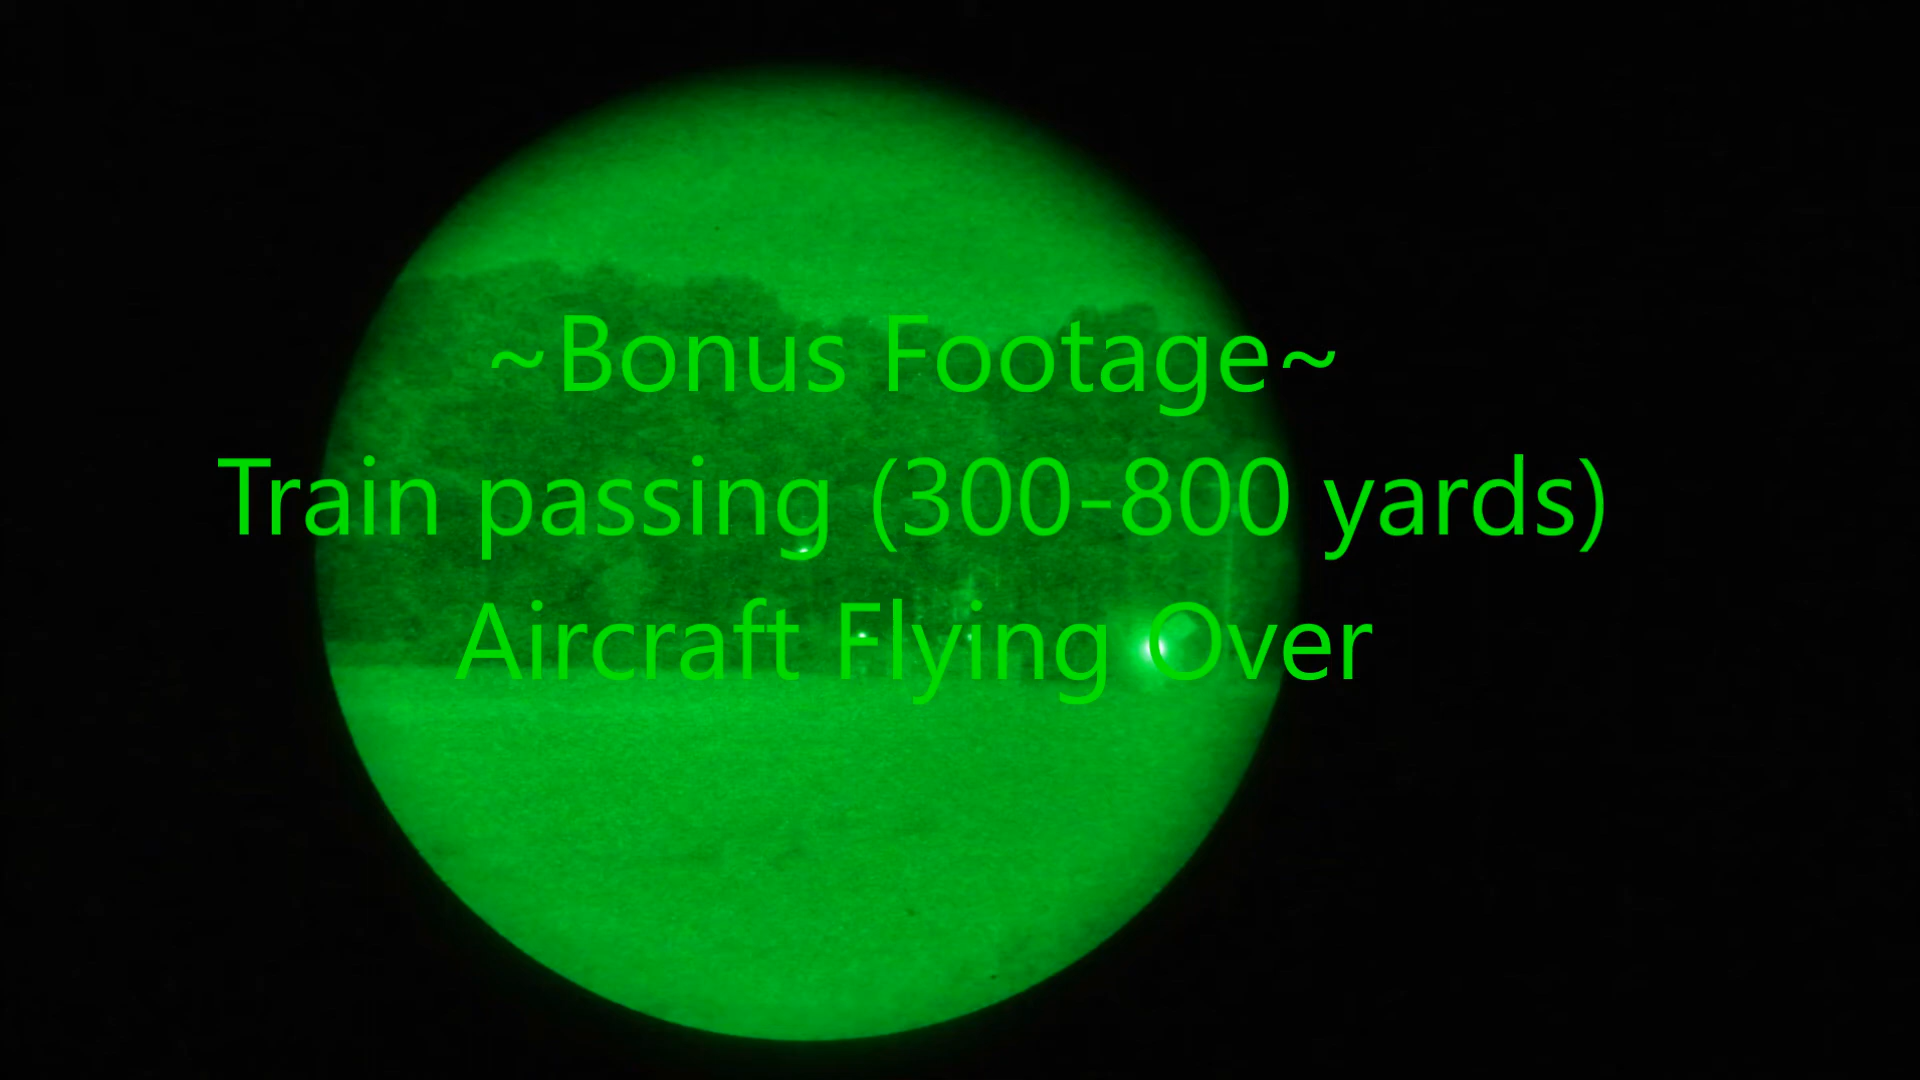 ~Bonus Footage~
Train passing (300-800 yards)
Aircraft Flying Over